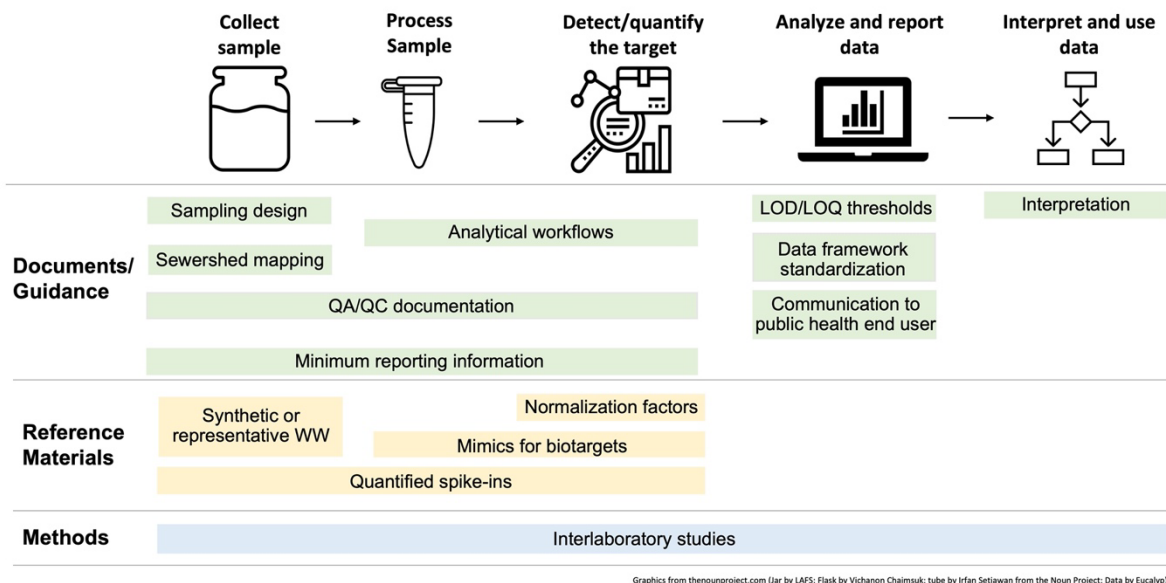 Collect
sample
Process
Sample
Detect/quantify
the target
Analyze and report
data
Interpret and use
data
Documents/
Guidance
Sampling design
Sewershed mapping
Analytical workflows
QA/QC documentation
Minimum reporting information
LOD/LOQ thresholds
Data framework
standardization
Communication to
public health end user
Interpretation
Reference
Materials
Synthetic or
representative WW
Normalization factors
Mimics for biotargets
Quantified spike-ins
Methods
Interlaboratory studies
Graphics from thenounproject.com (Jar by LAFS; Flask by Vichanon Chaimsuk; tube by Irfan Setiawan from the Noun Project; Data by Eucalyp)